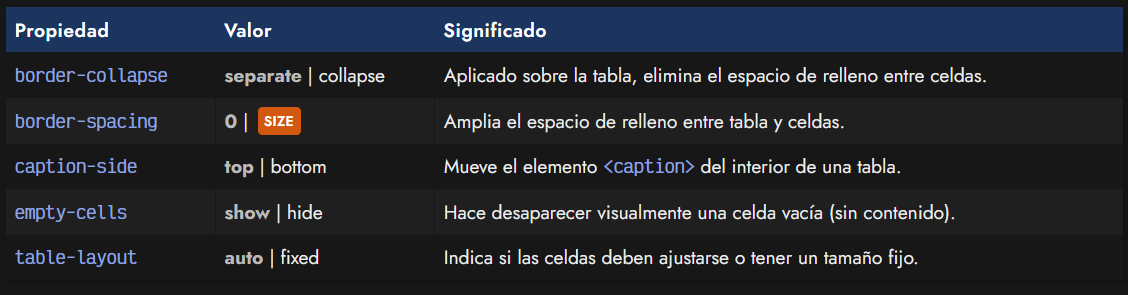 Propiedad Valor Significado
border-collapse separate | collapse Aplicado sobre la tabla, elimina el espacio de relleno entre celdas.
border-spacing 0 | SIZE Amplia el espacio de relleno entre tabla y celdas.
caption-side top | bottom Mueve el elemento <caption> del interior de una tabla.
empty-cells show | hide Hace desaparecer visualmente una celda vacía (sin contenido).
table-layout auto | fixed Indica si las celdas deben ajustarse o tener un tamaño fijo.